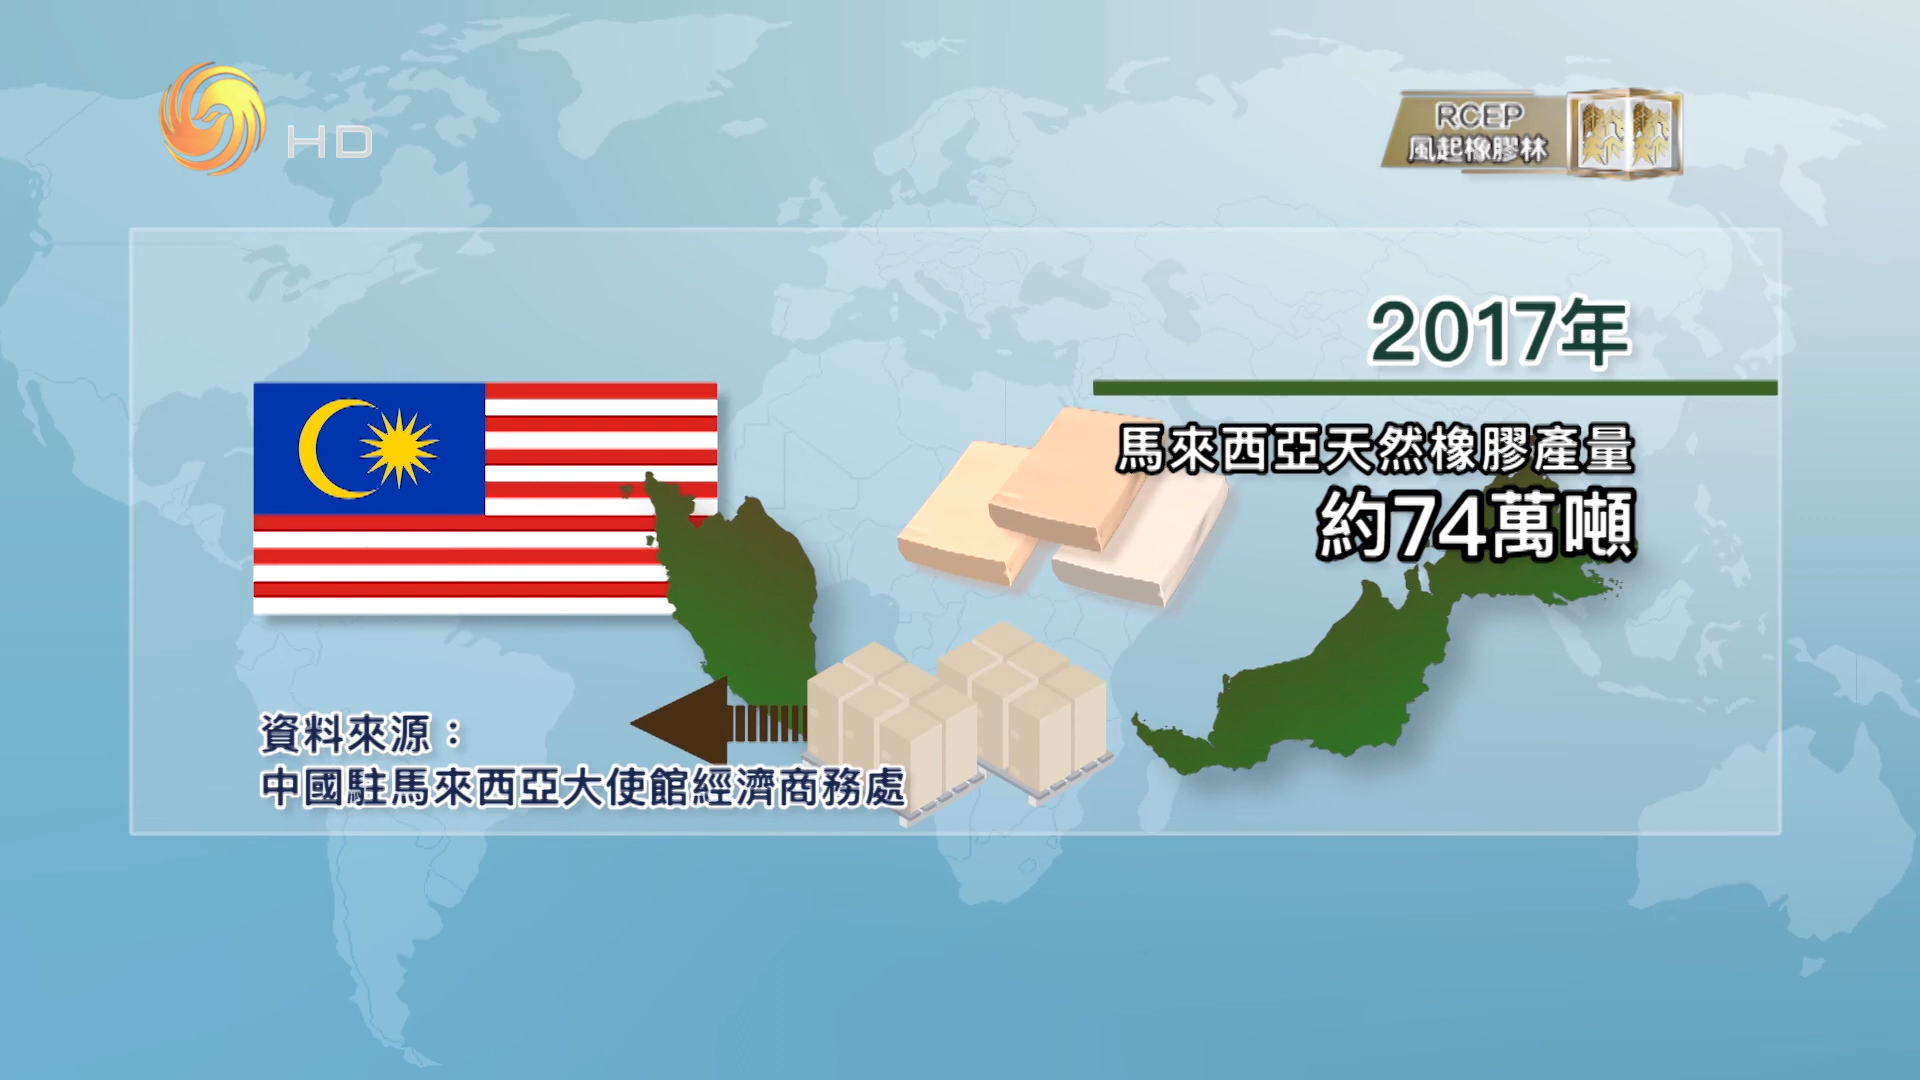 HD
RCEP
風起橡膠林
2017年
馬來西亞天然橡膠產量
約74萬噸
資料來源：
中國駐馬來西亞大使館經濟商務處